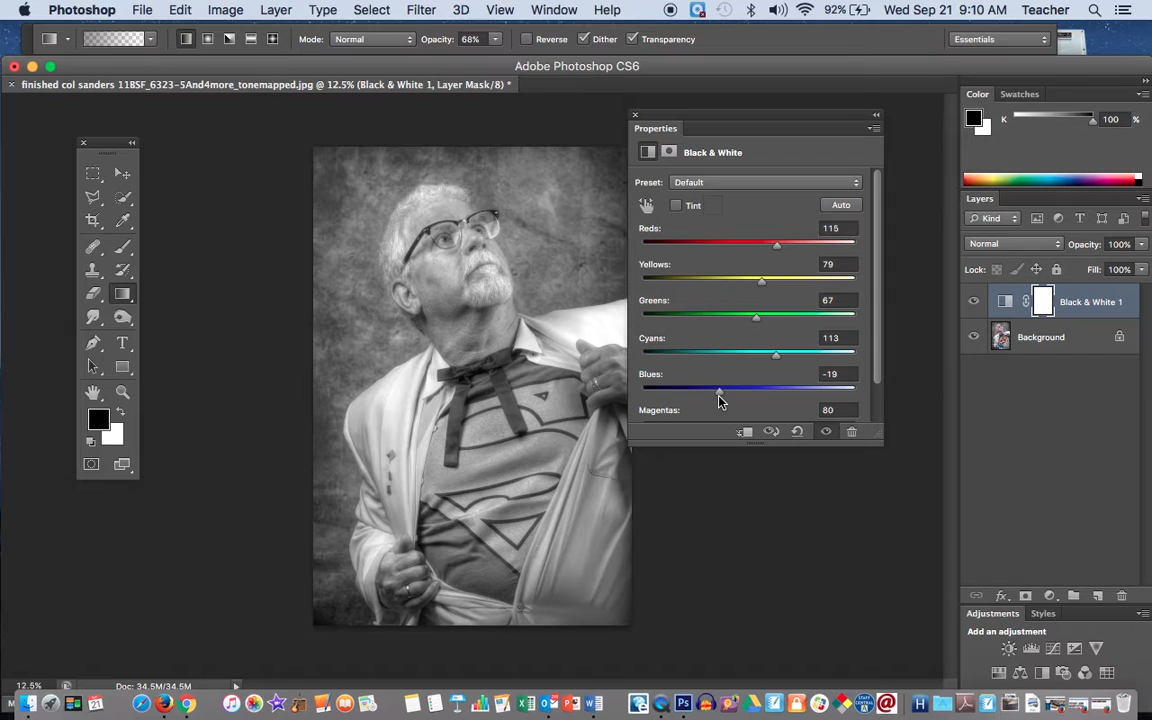 Photoshop File Edit Image Layer Type Select Filter 3D View Window Help 92% Wed Sep 21 9:10 AM Teacher
Mode: Normal Opacity: 68% Reverse Dither Transparency Essentials
Adobe Photoshop CS6
finished col sanders 11BSF_6323-5And4more_tonemapped.jpg @ 12.5% (Black & White 1, Layer Mask/8) *
Color Swatches
K 100 %
Properties
Black & White
Preset: Default
Tint Auto
Reds: 115
Yellows: 79
Greens: 67
Cyans: 113
Blues: -19
Magentas: 80
Layers
Kind
Normal Opacity: 100%
Lock: Fill: 100%
Black & White 1
Background
Adjustments Styles
Add an adjustment
12.5% Doc: 34.5M/34.5M